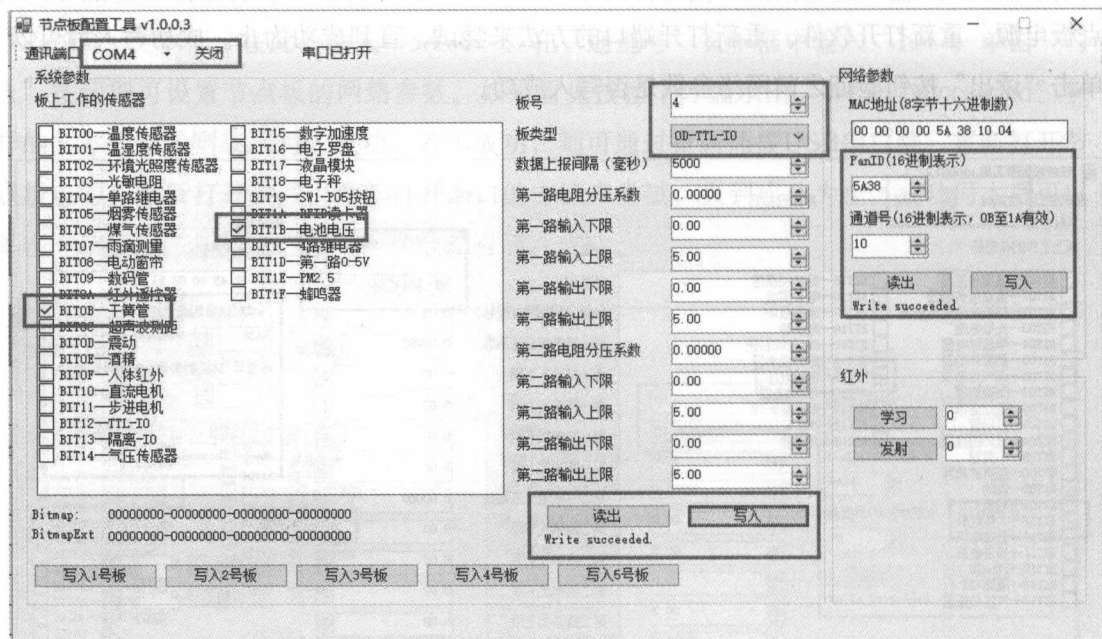 节点板配置工具 v1.0.0.3
通讯端口 COM4 关闭 串口已打开
系统参数
板上工作的传感器
BIT00—温度传感器
BIT01—温湿度传感器
BIT02—环境光照度传感器
BIT03—光敏电阻
BIT04—单路继电器
BIT05—烟雾传感器
BIT06—煤气传感器
BIT07—雨滴测量
BIT08—电动窗帘
BIT09—数码管
BIT0A—红外遥控器
BIT0B—干簧管
BIT0C—超声波测距
BIT0D—震动
BIT0E—酒精
BIT0F—人体红外
BIT10—直流电机
BIT11—步进电机
BIT12—TTL-IO
BIT13—隔离-IO
BIT14—气压传感器
BIT15—数字加速度
BIT16—电子罗盘
BIT17—液晶模块
BIT18—电子秤
BIT19—SW1-P05按钮
BIT1A—RFID读卡器
BIT1B—电池电压
BIT1C—4路继电器
BIT1D—第一路0-5V
BIT1E—PM2.5
BIT1F—蜂鸣器
Bitmap: 00000000-00000000-00000000-00000000
BitmapExt 00000000-00000000-00000000-00000000
写入1号板 写入2号板 写入3号板 写入4号板 写入5号板
板号 4
板类型 0D-TTL-IO
数据上报间隔（毫秒） 5000
第一路电阻分压系数 0.00000
第一路输入下限 0.00
第一路输入上限 5.00
第一路输出下限 0.00
第一路输出上限 5.00
第二路电阻分压系数 0.00000
第二路输入下限 0.00
第二路输入上限 5.00
第二路输出下限 0.00
第二路输出上限 5.00
读出 写入
Write succeeded.
网络参数
MAC地址(8字节十六进制数)
00 00 00 00 5A 38 10 04
PanID(16进制表示)
5A38
通道号(16进制表示，0B至1A有效)
10
读出 写入
Write succeeded.
红外
学习 0
发射 0